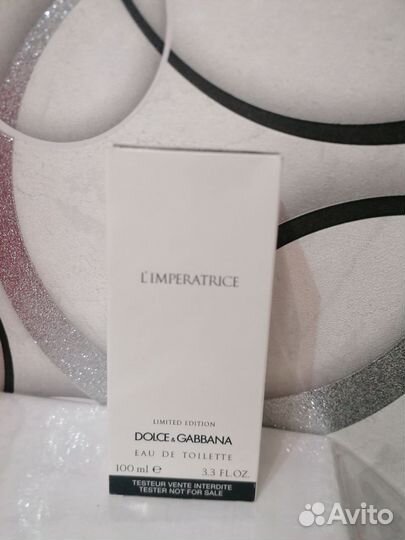 L'IMPERATRICE
LIMITED EDITION
DOLCE & GABBANA
EAU DE TOILETTE
100 ml ℮ 3.3 FL.OZ.
TESTEUR VENTE INTERDITE
TESTER NOT FOR SALE
Avito